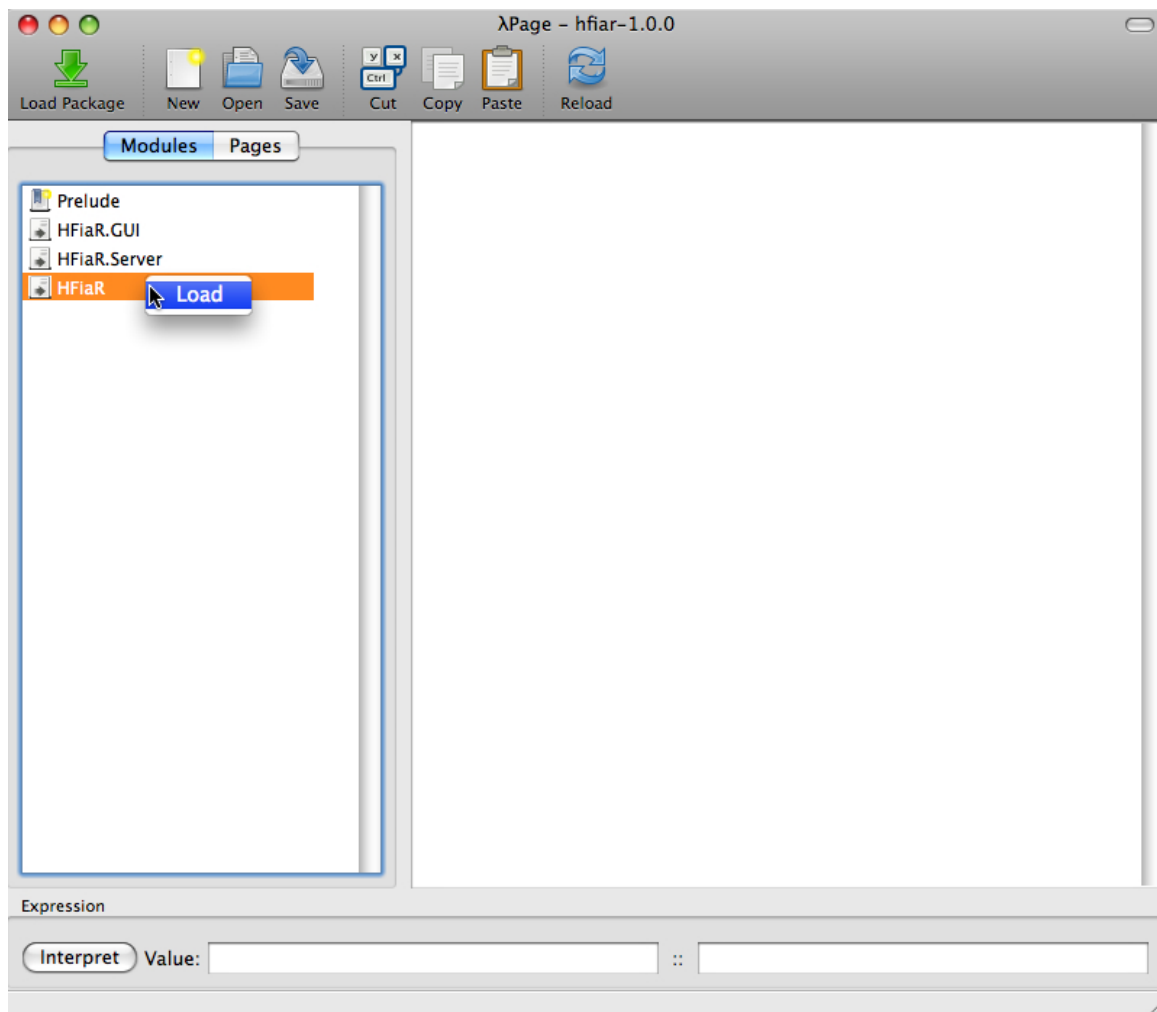 λPage – hfiar-1.0.0
Load Package New Open Save Cut Copy Paste Reload
y x
Ctrl
Modules Pages
Prelude
HFiaR.GUI
HFiaR.Server
HFiaR
Load
Expression
Interpret Value: ::